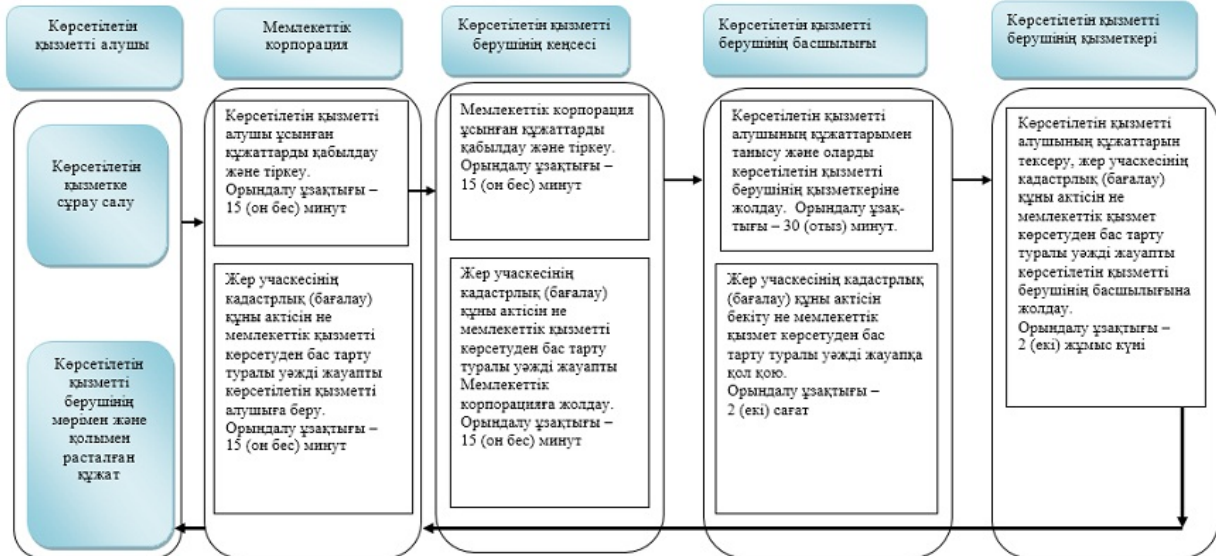 Көрсетілетін
қызметті алушы
Мемлекеттік
корпорация
Көрсетілетін қызметті
берушінің кеңсесі
Көрсетілетін қызметті
берушінің басшылығы
Көрсетілетін қызметті
берушінің қызметкері
Көрсетілетін
қызметке
сұрау салу
Көрсетілетін қызметті
алушы ұсынған
құжаттарды қабылдау
және тіркеу.
Орындалу ұзақтығы –
15 (он бес) минут
Мемлекеттік корпорация
ұсынған құжаттарды
қабылдау және тіркеу.
Орындалу ұзақтығы –
15 (он бес) минут
Көрсетілетін қызметті
алушының құжаттарымен
танысу және оларды
көрсетілетін қызметті
берушінің қызметкеріне
жолдау. Орындалу ұзақ-
тығы – 30 (отыз) минут.
Көрсетілетін қызметті
алушының құжаттарын
тексеру, жер учаскесінің
кадастрлық (бағалау)
құны актісін не
мемлекеттік қызмет
көрсетуден бас тарту
туралы уәжді жауапты
көрсетілетін қызметті
берушінің басшылығына
жолдау.
Орындалу ұзақтығы –
2 (екі) жұмыс күні
Көрсетілетін
қызметті
берушінің
мөрімен және
қолымен
расталған
құжат
Жер учаскесінің
кадастрлық (бағалау)
құны актісін не
мемлекеттік қызметті
көрсетуден бас тарту
туралы уәжді жауапты
көрсетілетін қызметті
алушыға беру.
Орындалу ұзақтығы –
15 (он бес) минут
Жер учаскесінің
кадастрлық (бағалау)
құны актісін не
мемлекеттік қызметті
көрсетуден бас тарту
туралы уәжді жауапты
Мемлекеттік
корпорацияға жолдау.
Орындалу ұзақтығы –
15 (он бес) минут
Жер учаскесінің кадастрлық
(бағалау) құны актісін
бекіту не мемлекеттік
қызмет көрсетуден бас
тарту туралы уәжді жауапқа
қол қою.
Орындалу ұзақтығы –
2 (екі) сағат